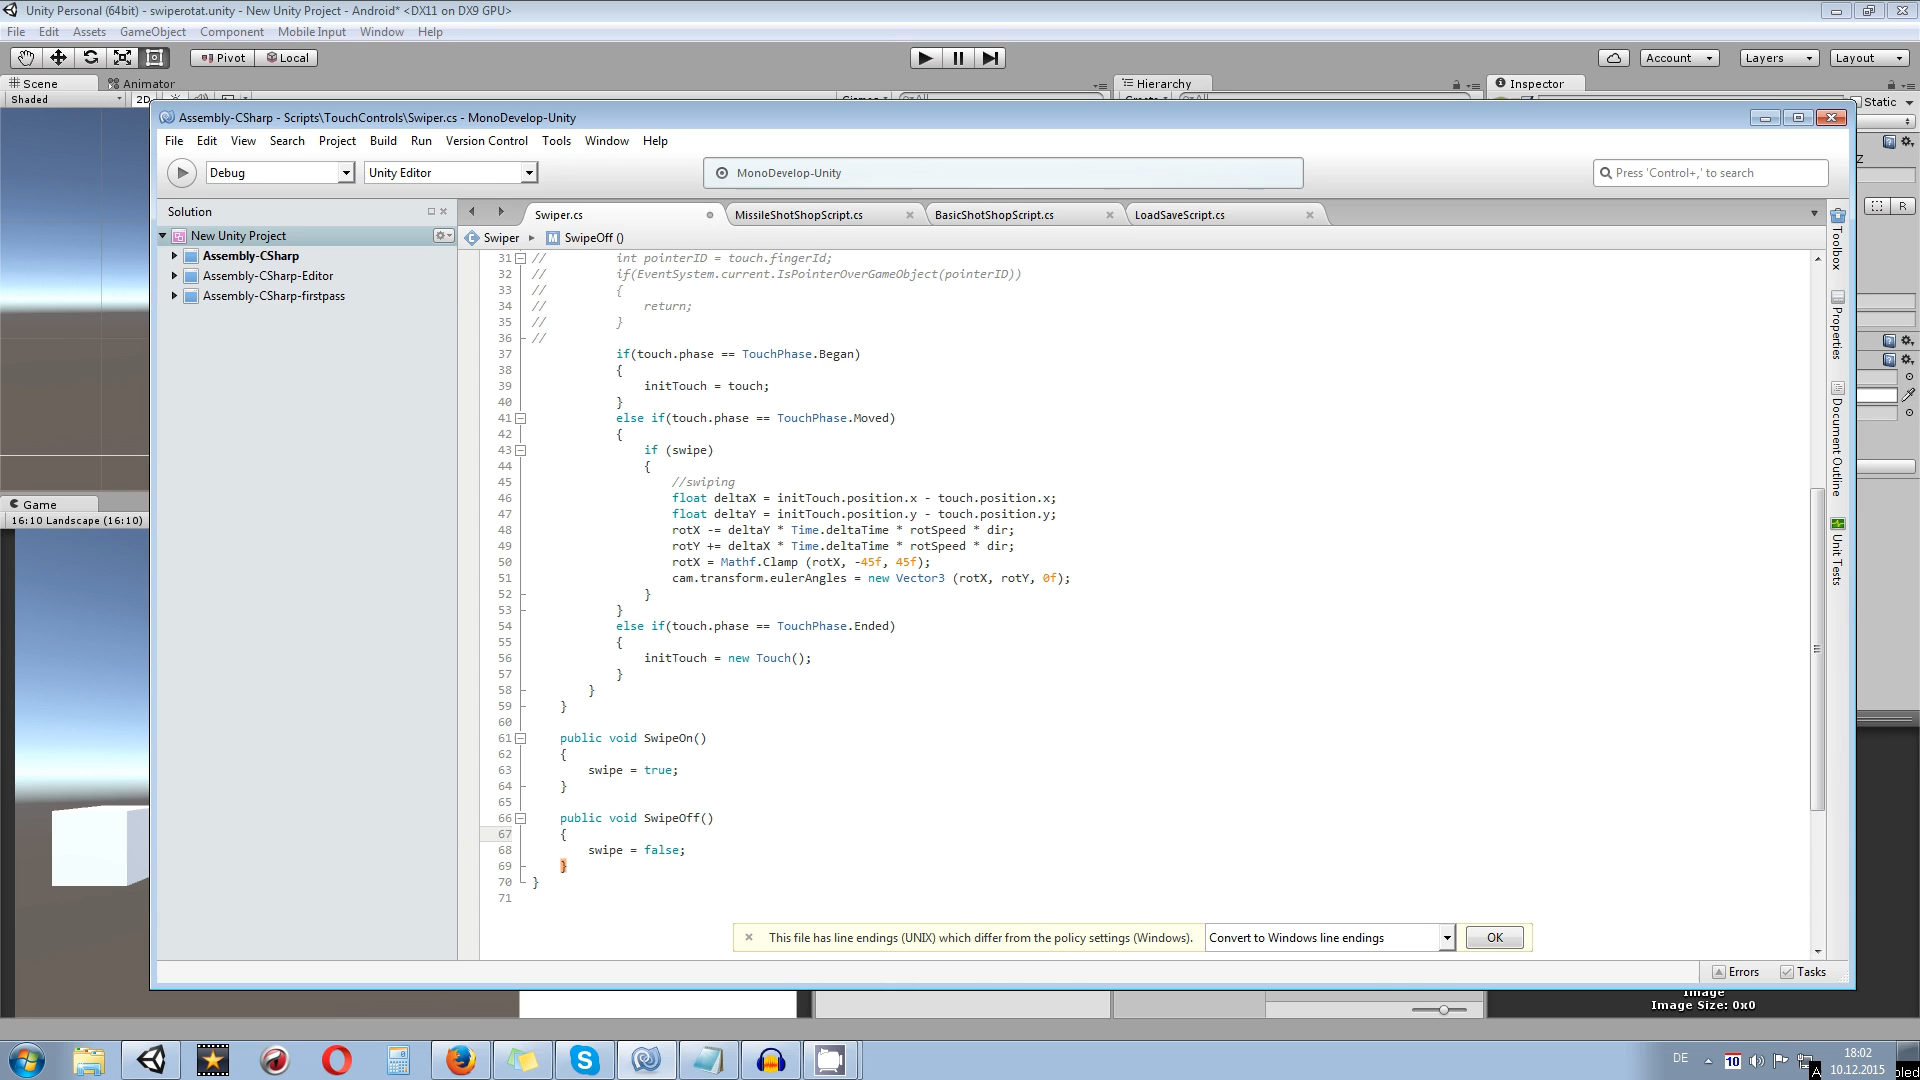 Unity Personal (64bit) - swiperotat.unity - New Unity Project - Android* <DX11 on DX9 GPU>
File Edit Assets GameObject Component Mobile Input Window Help
Pivot Local Account Layers Layout
Scene Animator Hierarchy Inspector
Shaded 2D Static
Assembly-CSharp - Scripts\TouchControls\Swiper.cs - MonoDevelop-Unity
File Edit View Search Project Build Run Version Control Tools Window Help
Debug Unity Editor MonoDevelop-Unity Press 'Control+,' to search
Solution Swiper.cs MissileShotShopScript.cs BasicShotShopScript.cs LoadSaveScript.cs
New Unity Project
Swiper SwipeOff ()
Assembly-CSharp
Assembly-CSharp-Editor
Assembly-CSharp-firstpass
Toolbox
Properties
Document Outline
Unit Tests
R
31 // int pointerID = touch.fingerId;
32 // if(EventSystem.current.IsPointerOverGameObject(pointerID))
33 // {
34 // return;
35 // }
36 //
37 if(touch.phase == TouchPhase.Began)
38 {
39 initTouch = touch;
40 }
41 else if(touch.phase == TouchPhase.Moved)
42 {
43 if (swipe)
44 {
45 //swiping
46 float deltaX = initTouch.position.x - touch.position.x;
47 float deltaY = initTouch.position.y - touch.position.y;
48 rotX -= deltaY * Time.deltaTime * rotSpeed * dir;
49 rotY += deltaX * Time.deltaTime * rotSpeed * dir;
50 rotX = Mathf.Clamp (rotX, -45f, 45f);
51 cam.transform.eulerAngles = new Vector3 (rotX, rotY, 0f);
52 }
53 }
54 else if(touch.phase == TouchPhase.Ended)
55 {
56 initTouch = new Touch();
57 }
58 }
59 }
60
61 public void SwipeOn()
62 {
63 swipe = true;
64 }
65
66 public void SwipeOff()
67 {
68 swipe = false;
69 }
70 }
71
Game
16:10 Landscape (16:10)
This file has line endings (UNIX) which differ from the policy settings (Windows). Convert to Windows line endings OK
Errors Tasks
Image
Image Size: 0x0
DE 10 18:02
10.12.2015